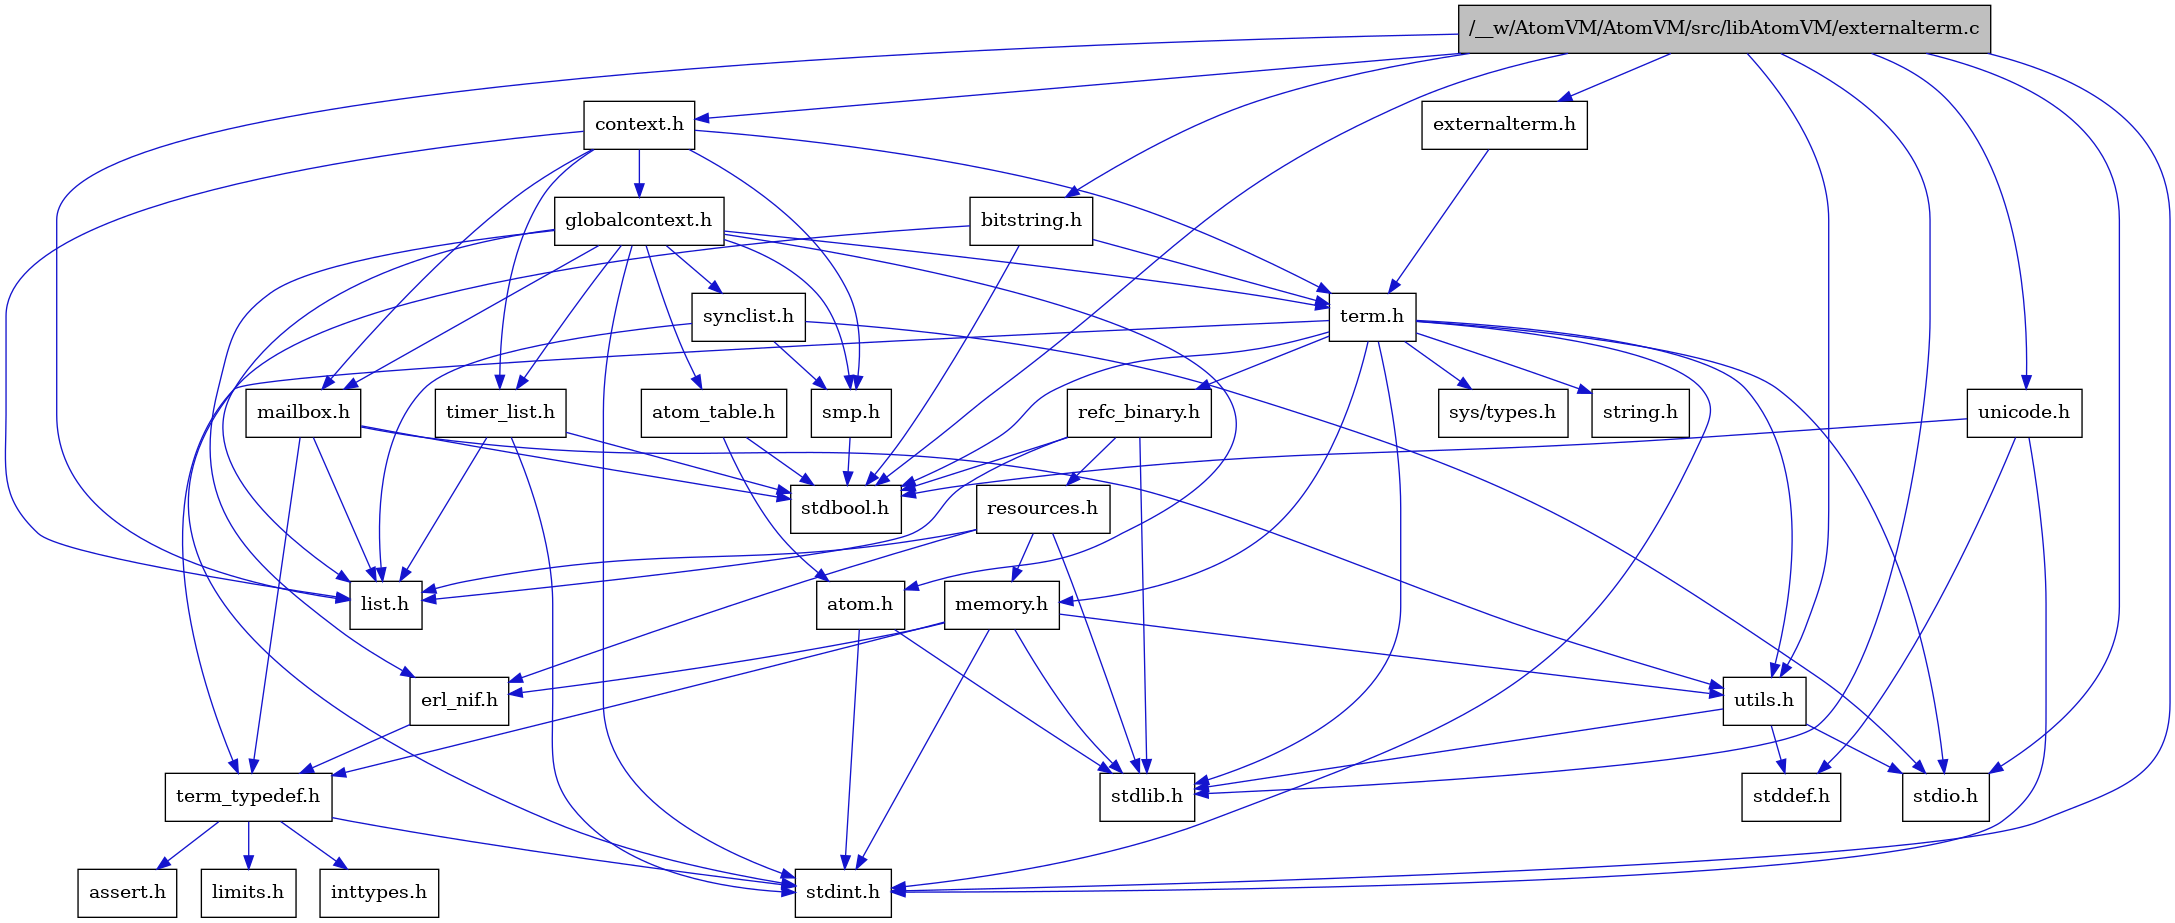 /__w/AtomVM/AtomVM/src/libAtomVM/externalterm.c
context.h
externalterm.h
globalcontext.h
bitstring.h
synclist.h
term.h
mailbox.h
timer_list.h
atom_table.h
smp.h
refc_binary.h
sys/types.h
string.h
unicode.h
stdbool.h
resources.h
list.h
atom.h
memory.h
erl_nif.h
utils.h
term_typedef.h
stdlib.h
stddef.h
stdio.h
assert.h
limits.h
inttypes.h
stdint.h